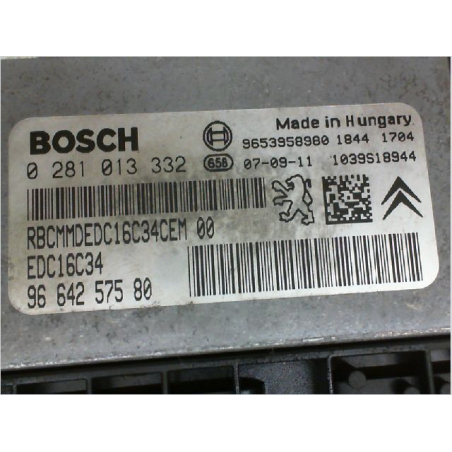 BOSCH
Made in Hungary
9653958980 1844 1704
0 281 013 332
658 07-09-11 1039S18944
RBCMMDEDC16C34CEM 00
EDC16C34
96 642 575 80